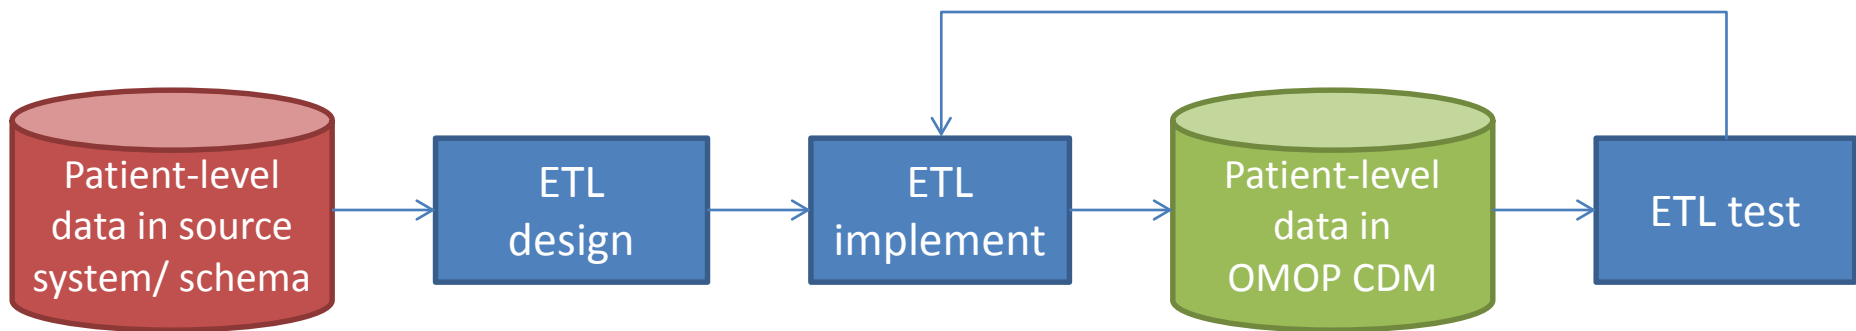 Patient-level
data in source
system/ schema
ETL
design
ETL
implement
Patient-level
data in
OMOP CDM
ETL test